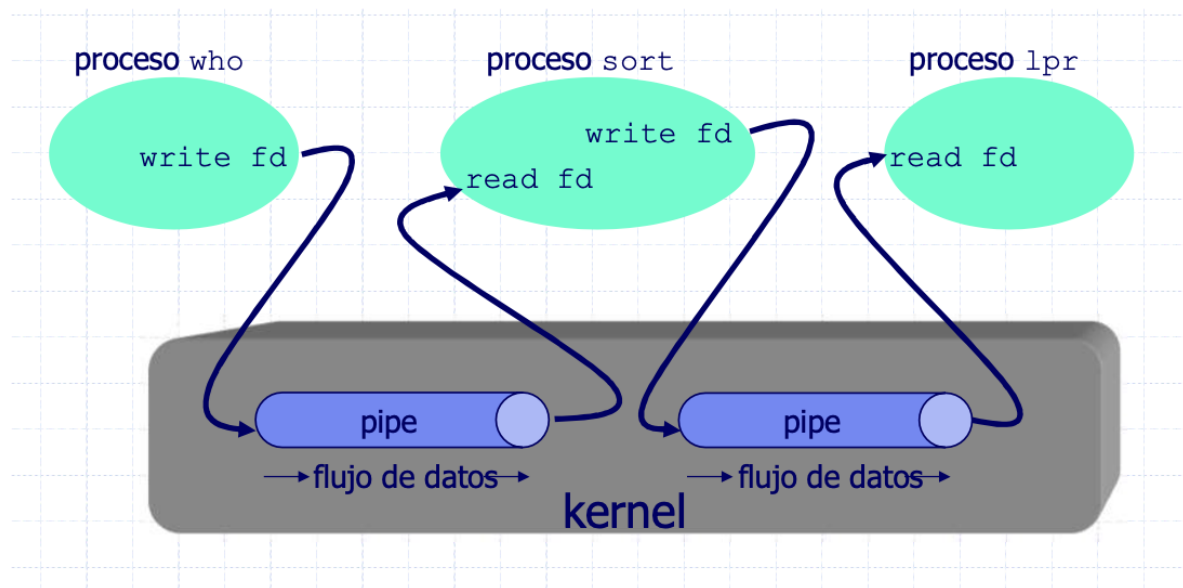 proceso who
proceso sort
proceso lpr
write fd
write fd
read fd
read fd
pipe
pipe
flujo de datos
flujo de datos
kernel